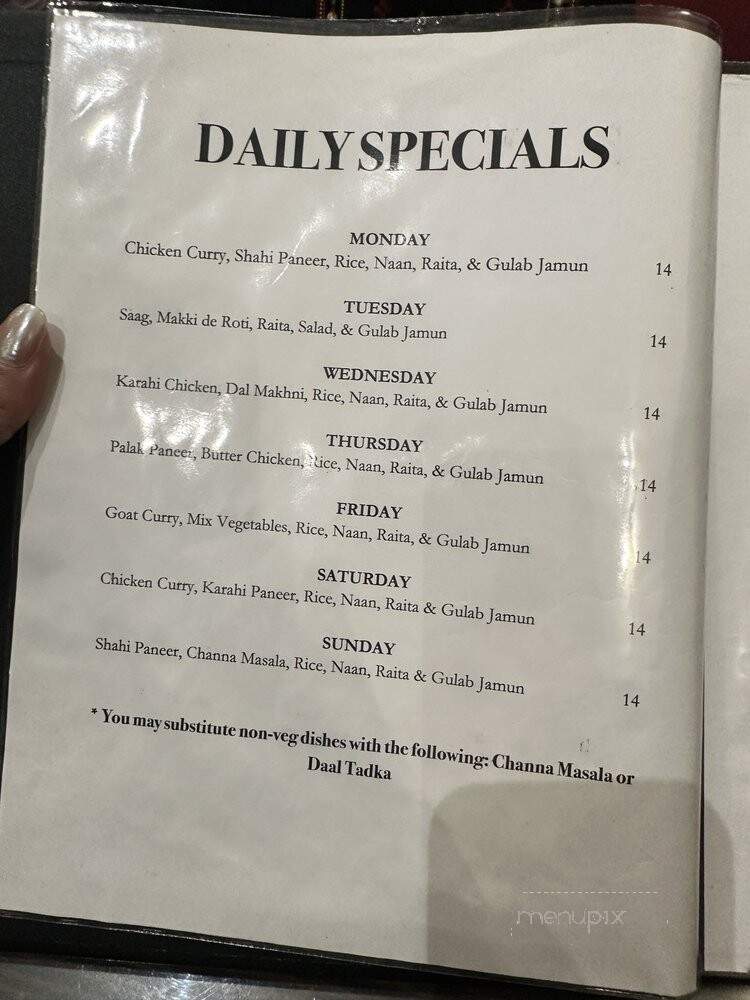 DAILY SPECIALS
MONDAY
Chicken Curry, Shahi Paneer, Rice, Naan, Raita, & Gulab Jamun 14
TUESDAY
Saag, Makki de Roti, Raita, Salad, & Gulab Jamun 14
WEDNESDAY
Karahi Chicken, Dal Makhni, Rice, Naan, Raita, & Gulab Jamun 14
THURSDAY
Palak Paneer, Butter Chicken, Rice, Naan, Raita, & Gulab Jamun 14
FRIDAY
Goat Curry, Mix Vegetables, Rice, Naan, Raita, & Gulab Jamun 14
SATURDAY
Chicken Curry, Karahi Paneer, Rice, Naan, Raita & Gulab Jamun 14
SUNDAY
Shahi Paneer, Channa Masala, Rice, Naan, Raita & Gulab Jamun 14
* You may substitute non-veg dishes with the following: Channa Masala or
Daal Tadka
menupix